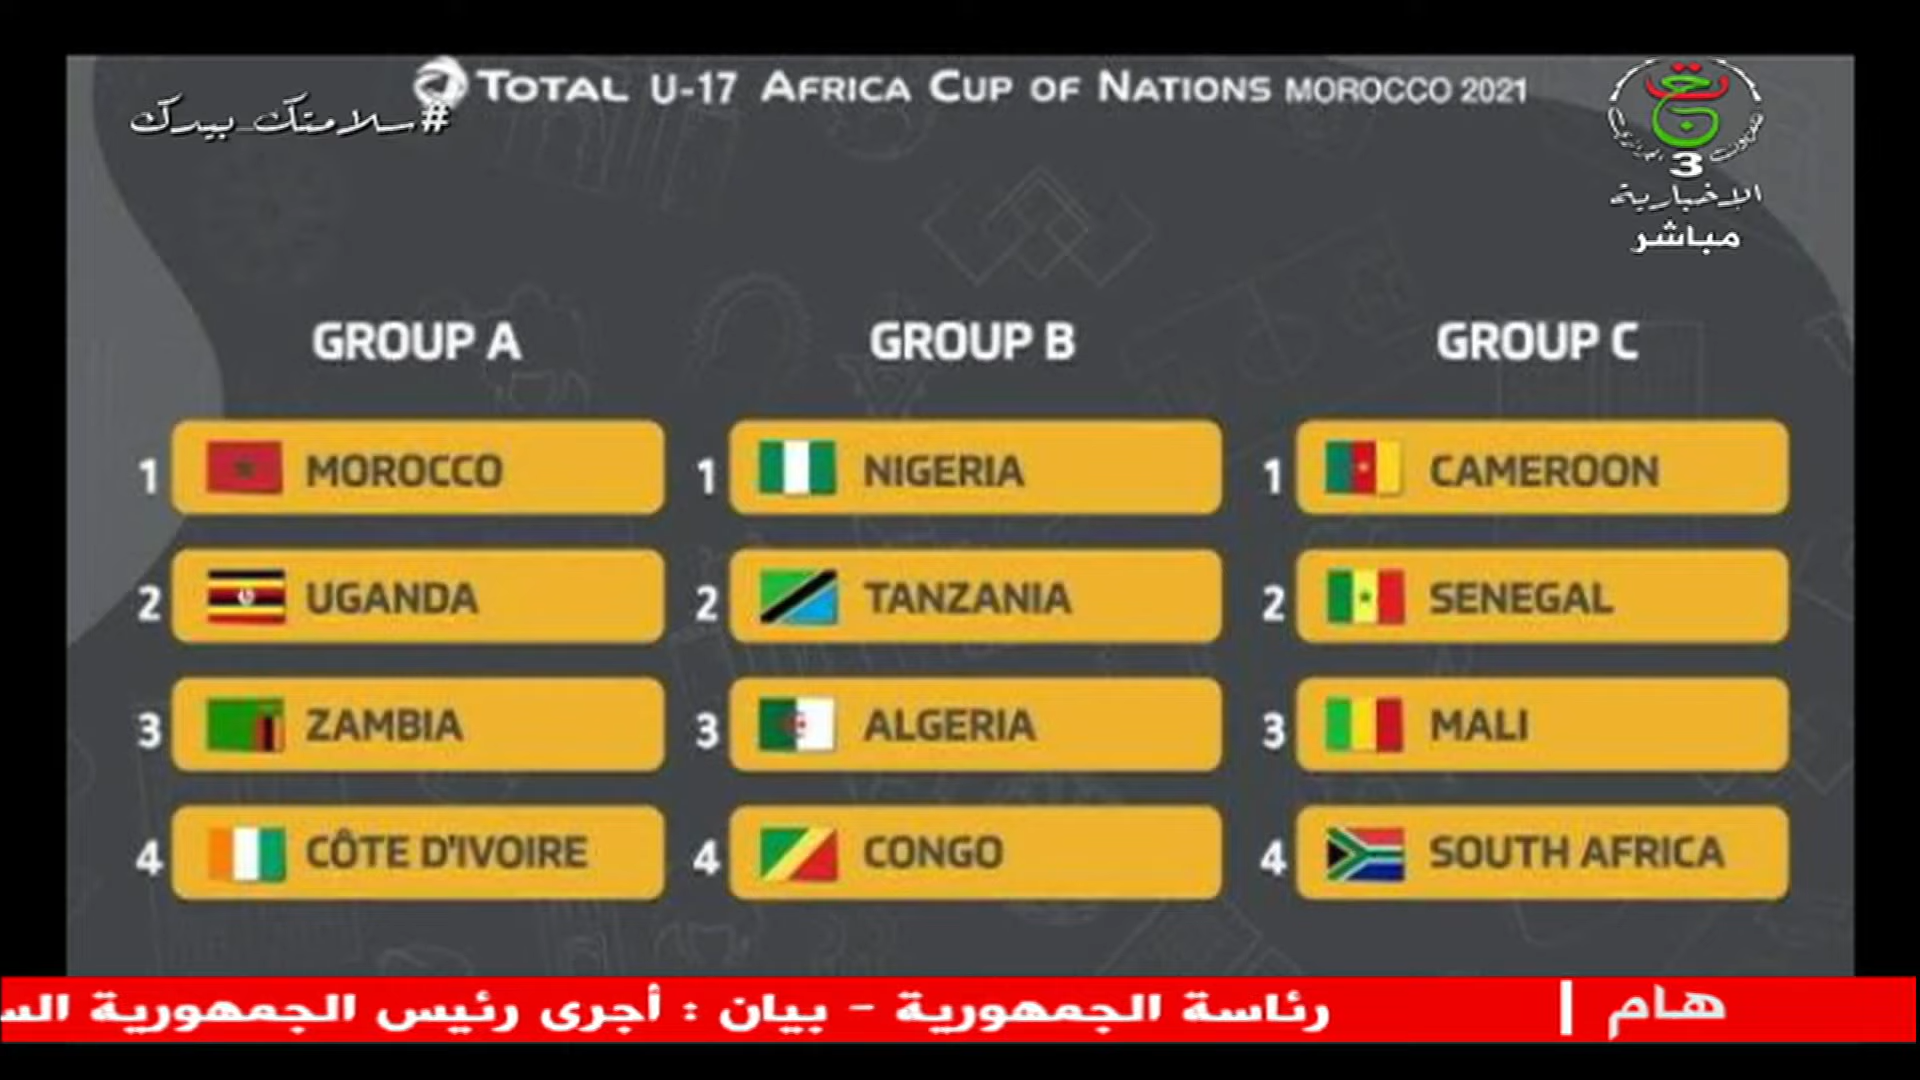 TOTAL U-17 AFRICA CUP OF NATIONS MOROCCO 2021
#سلامتك_بيدك
3
الإخبارية
مباشر
GROUP A
1 MOROCCO
2 UGANDA
3 ZAMBIA
4 CÔTE D'IVOIRE
GROUP B
1 NIGERIA
2 TANZANIA
3 ALGERIA
4 CONGO
GROUP C
1 CAMEROON
2 SENEGAL
3 MALI
4 SOUTH AFRICA
هام | رئاسة الجمهورية - بيان : أجرى رئيس الجمهورية